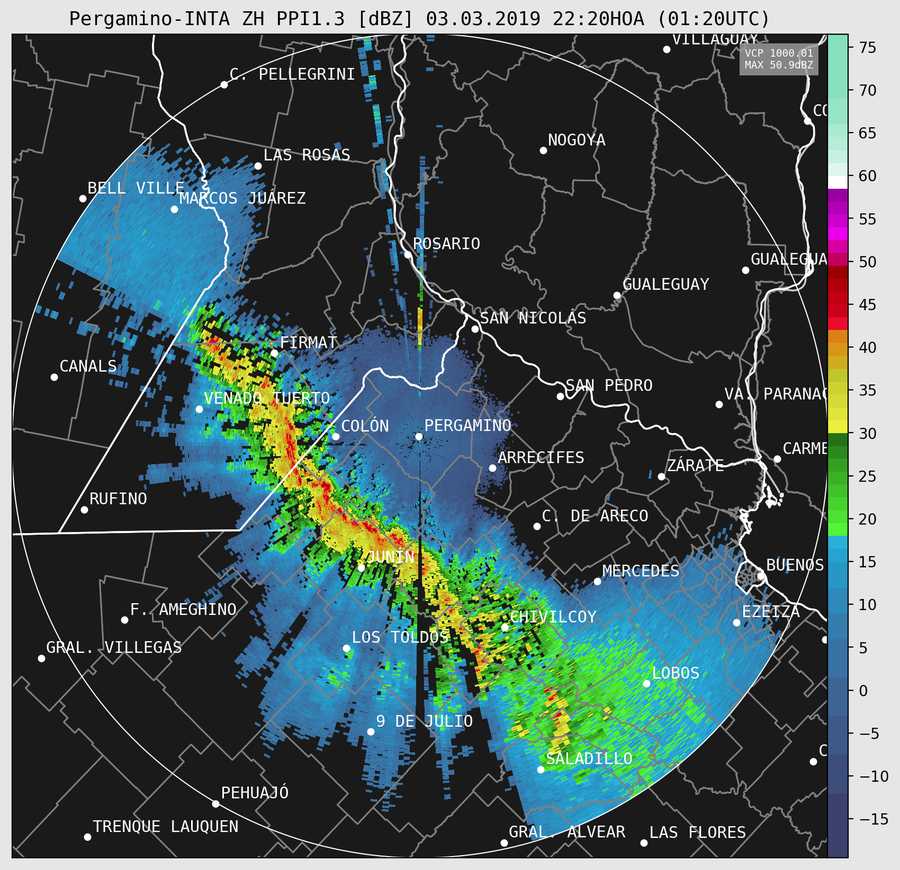 Pergamino-INTA ZH PPI1.3 [dBZ] 03.03.2019 22:20HOA (01:20UTC)
VILLAGUAY
VCP 1000.01
MAX 50.9dBZ
75
C. PELLEGRINI
70
CO
65
NOGOYA
LAS ROSAS
60
BELL VILLE
MARCOS JUÁREZ
55
ROSARIO
GUALEGUA
50
GUALEGUAY
45
SAN NICOLÁS
FIRMAT
40
CANALS
SAN PEDRO
VENADO TUERTO
VA. PARANAC
35
COLÓN
PERGAMINO
30
CARME
ARRECIFES
ZÁRATE
25
RUFINO
C. DE ARECO
20
JUNÍN
BUENOS
15
MERCEDES
F. AMEGHINO
EZEIZA
10
CHIVILCOY
LOS TOLDOS
GRAL. VILLEGAS
5
LOBOS
0
9 DE JULIO
−5
SALADILLO
C
−10
PEHUAJÓ
−15
TRENQUE LAUQUEN
GRAL. ALVEAR
LAS FLORES